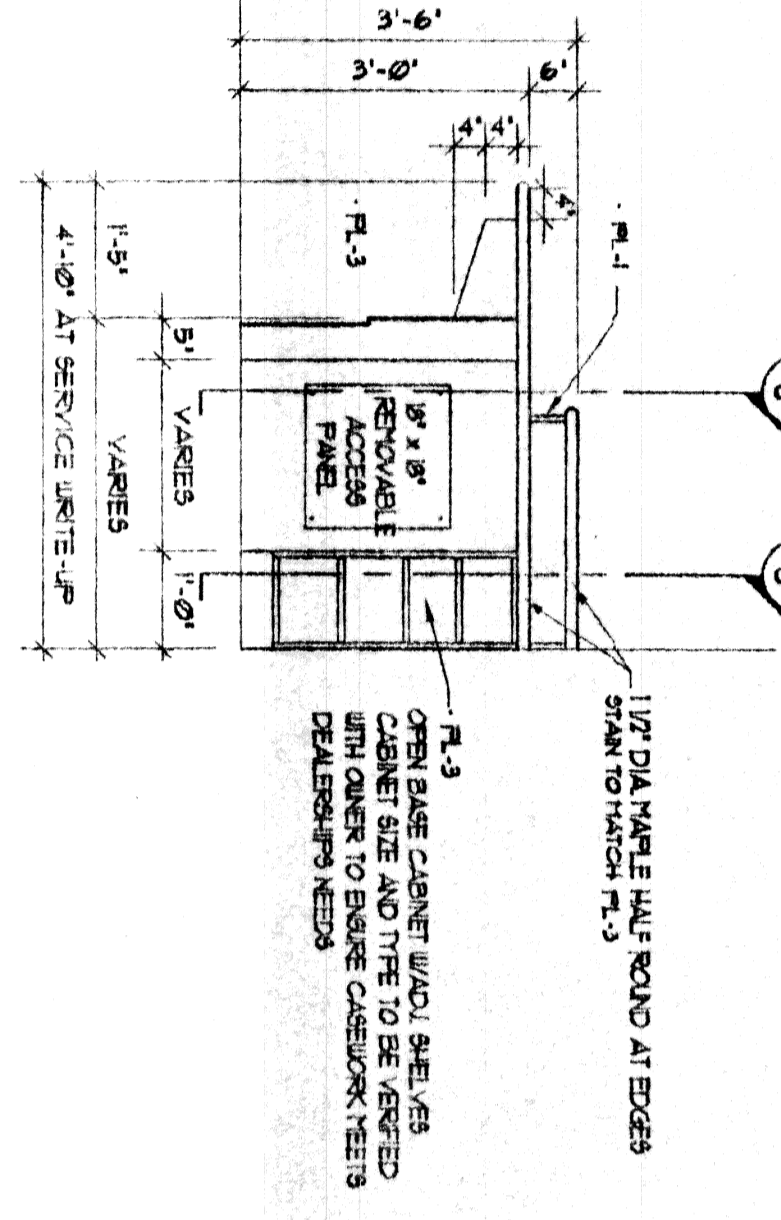 3'-6"
3'-0"
6"
4"
4"
4"
PL-1
PL-3
1'-5"
4'-10" AT SERVICE WRITE-UP
5"
VARIES
VARIES
1'-0"
18" x 18"
REMOVABLE
ACCESS
PANEL
1 1/2" DIA MAPLE HALF ROUND AT EDGES
STAIN TO MATCH PL-3
PL-3
OPEN BASE CABINET W/ADJ. SHELVES
CABINET SIZE AND TYPE TO BE VERIFIED
WITH OWNER TO ENSURE CASEWORK MEETS
DEALERSHIPS NEEDS